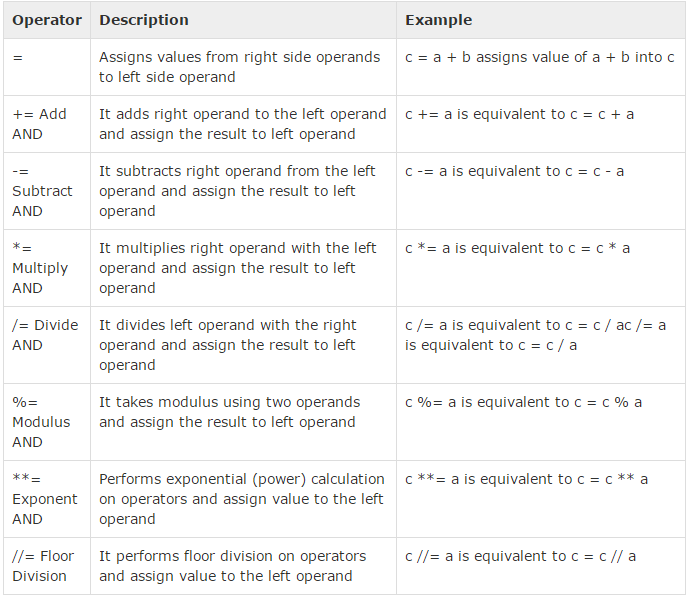 Operator Description Example
= Assigns values from right side operands c = a + b assigns value of a + b into c
to left side operand
+= Add It adds right operand to the left operand c += a is equivalent to c = c + a
AND and assign the result to left operand
-= It subtracts right operand from the left c -= a is equivalent to c = c - a
Subtract operand and assign the result to left
AND operand
*= It multiplies right operand with the left c *= a is equivalent to c = c * a
Multiply operand and assign the result to left
AND operand
/= Divide It divides left operand with the right c /= a is equivalent to c = c / ac /= a
AND operand and assign the result to left is equivalent to c = c / a
operand
%= It takes modulus using two operands c %= a is equivalent to c = c % a
Modulus and assign the result to left operand
AND
**= Performs exponential (power) calculation c **= a is equivalent to c = c ** a
Exponent on operators and assign value to the left
AND operand
//= Floor It performs floor division on operators c //= a is equivalent to c = c // a
Division and assign value to the left operand